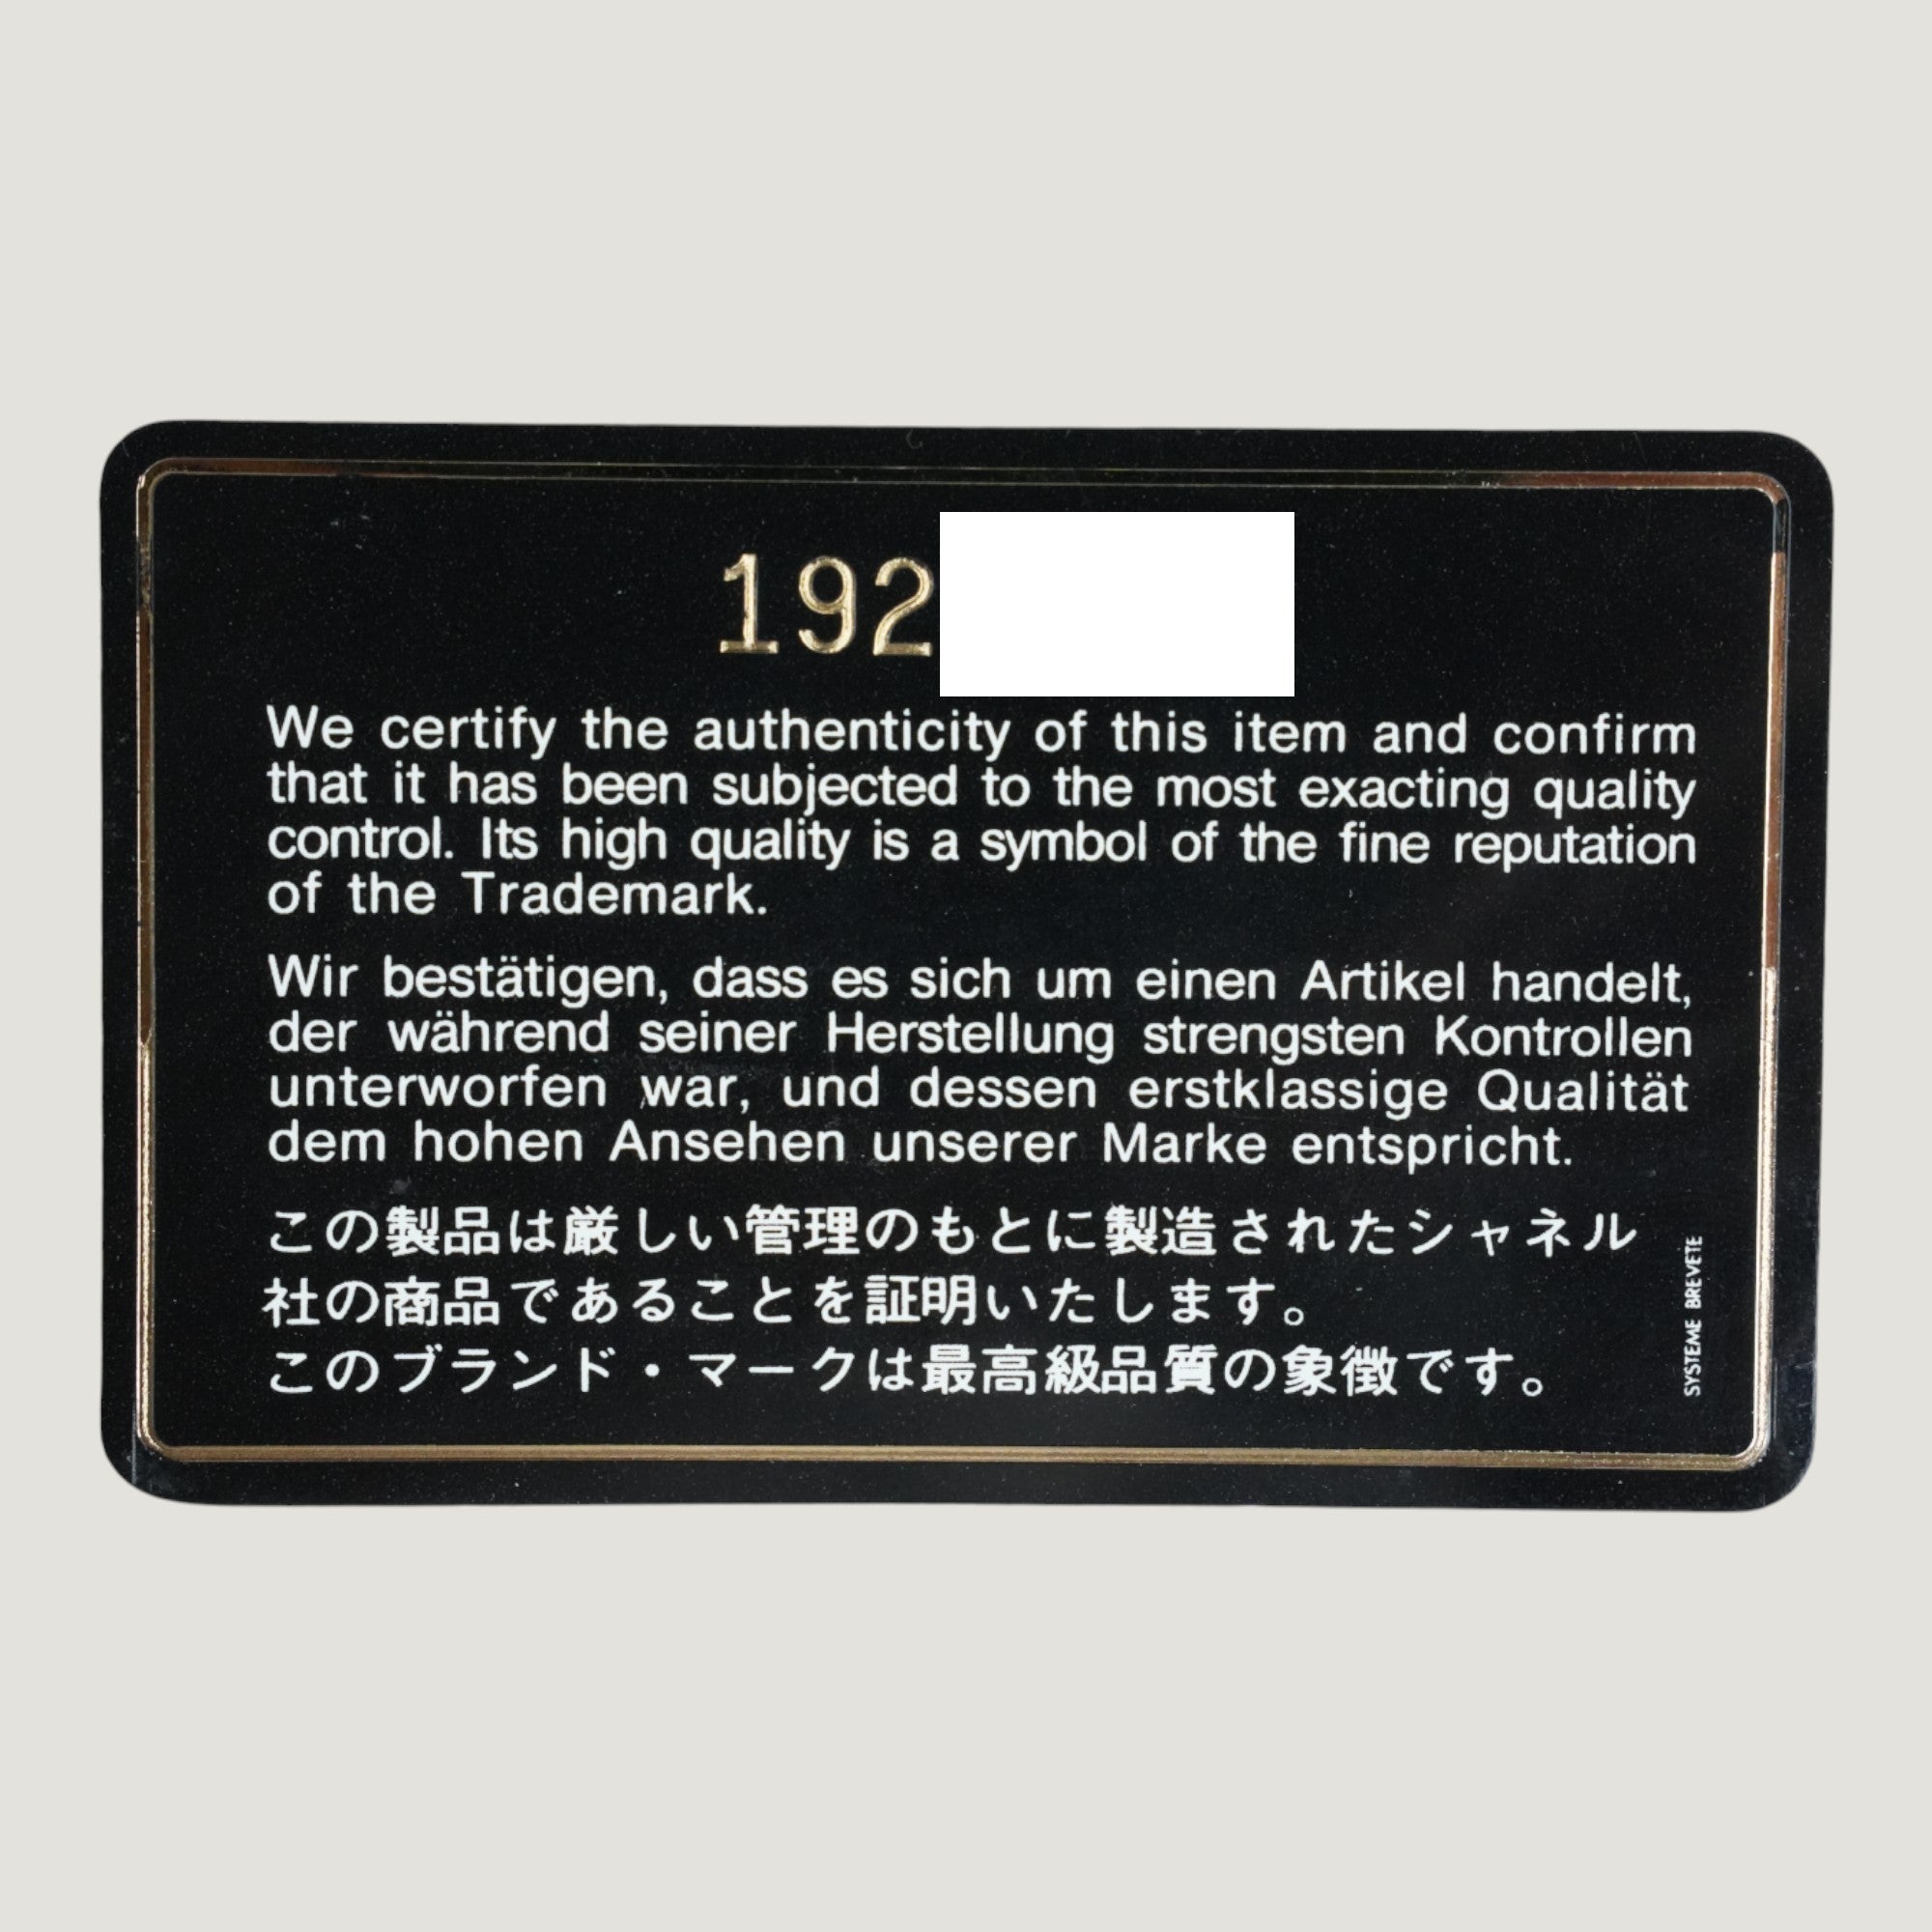 192
We certify the authenticity of this item and confirm
that it has been subjected to the most exacting quality
control. Its high quality is a symbol of the fine reputation
of the Trademark.
Wir bestätigen, dass es sich um einen Artikel handelt,
der während seiner Herstellung strengsten Kontrollen
unterworfen war, und dessen erstklassige Qualität
dem hohen Ansehen unserer Marke entspricht.
この製品は厳しい管理のもとに製造されたシャネル
社の商品であることを証明いたします。
このブランド・マークは最高級品質の象徴です。
SYSTEME BREVETE